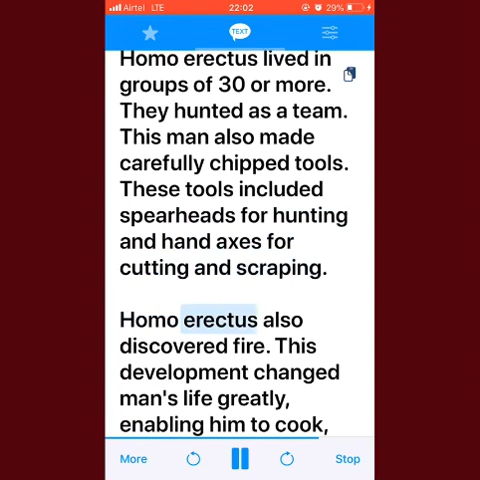 Airtel LTE 22:02 29%
TEXT
Homo erectus lived in
groups of 30 or more.
They hunted as a team.
This man also made
carefully chipped tools.
These tools included
spearheads for hunting
and hand axes for
cutting and scraping.
Homo erectus also
discovered fire. This
development changed
man's life greatly,
enabling him to cook,
More Stop